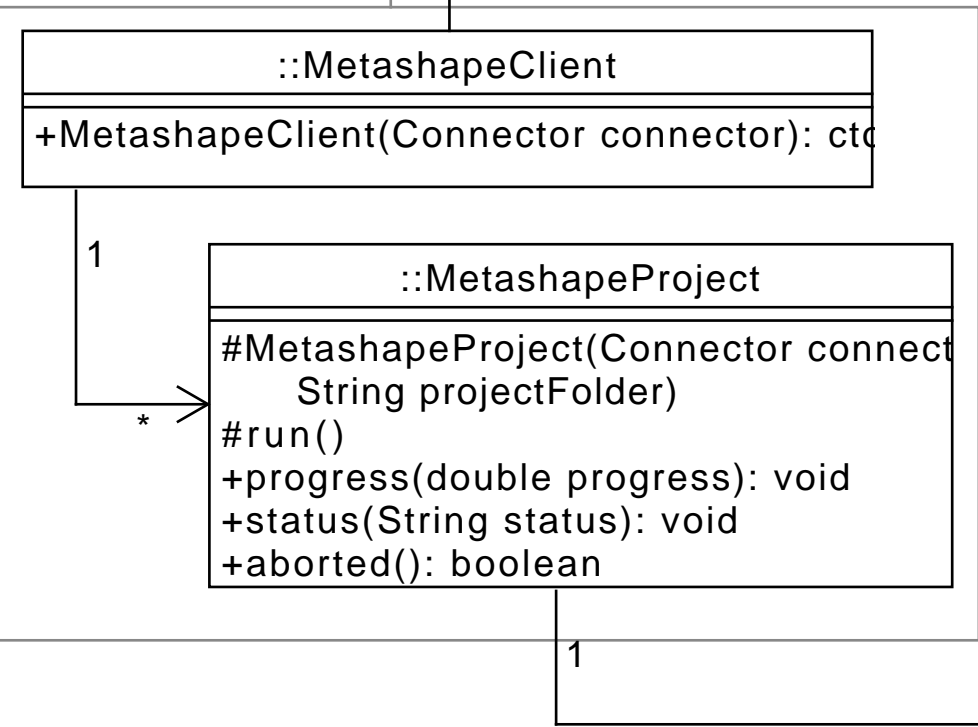 ::MetashapeClient
+MetashapeClient(Connector connector): ctc
1
::MetashapeProject
#MetashapeProject(Connector connect
String projectFolder)
*
#run()
+progress(double progress): void
+status(String status): void
+aborted(): boolean
1